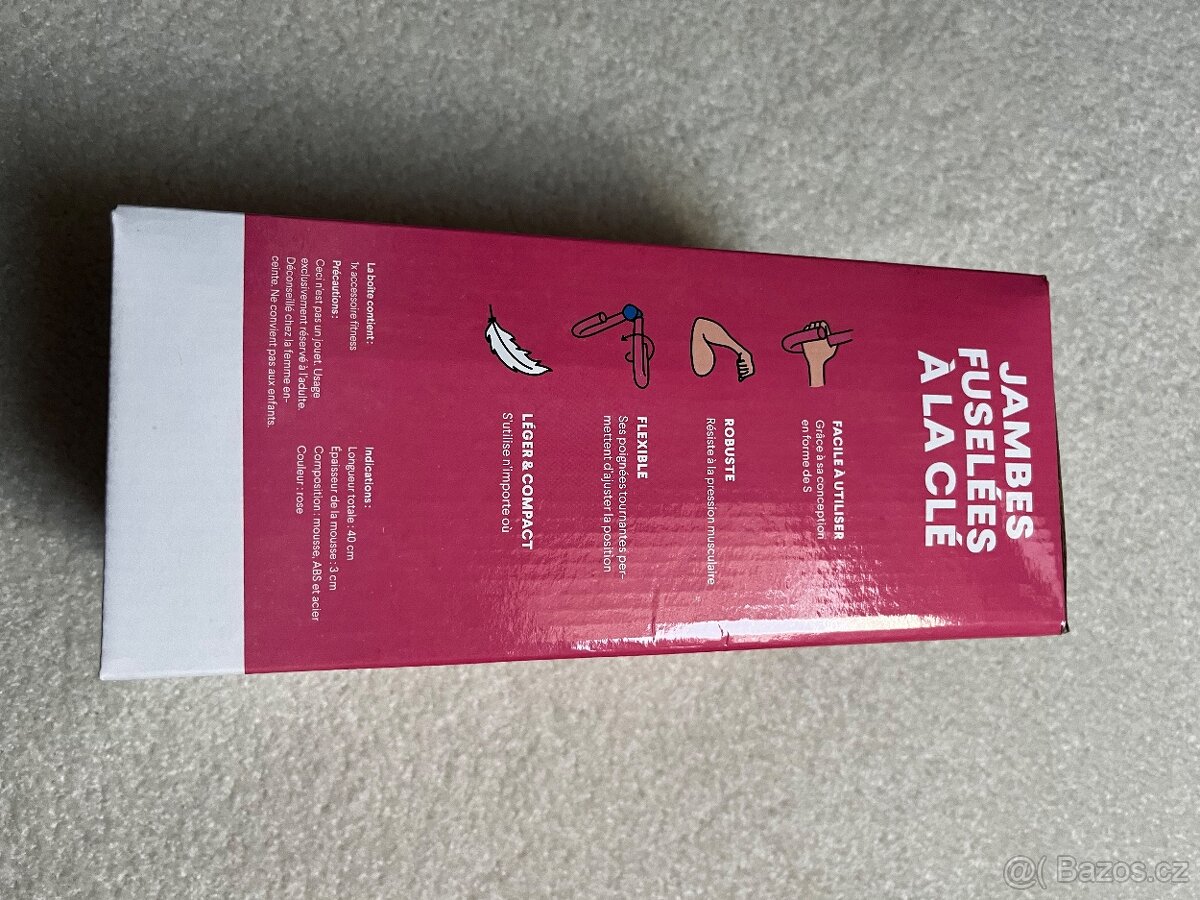 JAMBES
FUSELÉES
À LA CLÉ
FACILE À UTILISER
Grâce à sa conception
en forme de S
ROBUSTE
Résiste à la pression musculaire
FLEXIBLE
Ses poignées tournantes per-
mettent d'ajuster la position
LÉGER & COMPACT
S'utilise n'importe où
La boîte contient :
1x accessoire fitness
Précautions :
Ceci n'est pas un jouet. Usage
exclusivement réservé à l'adulte.
Déconseillé chez la femme en-
ceinte. Ne convient pas aux enfants.
Indications :
Longueur totale : 40 cm
Épaisseur de la mousse : 3 cm
Composition : mousse, ABS et acier
Couleur : rose
@( Bazos.cz